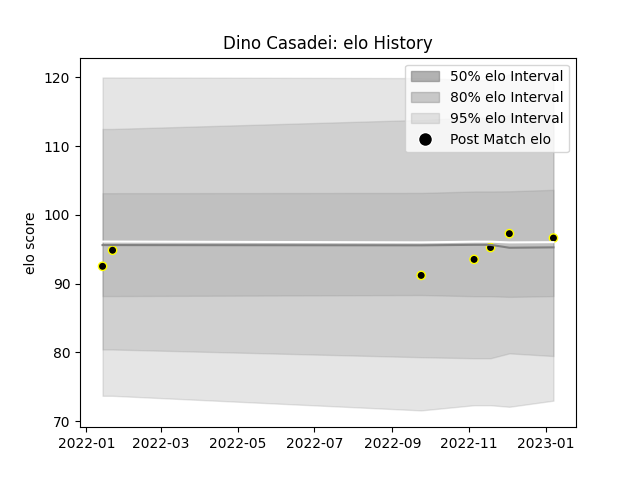 Dino Casadei: elo History
120
110
100
90
80
70
elo score
50% elo Interval
80% elo Interval
95% elo Interval
Post Match elo
2022-01
2022-03
2022-05
2022-07
2022-09
2022-11
2023-01